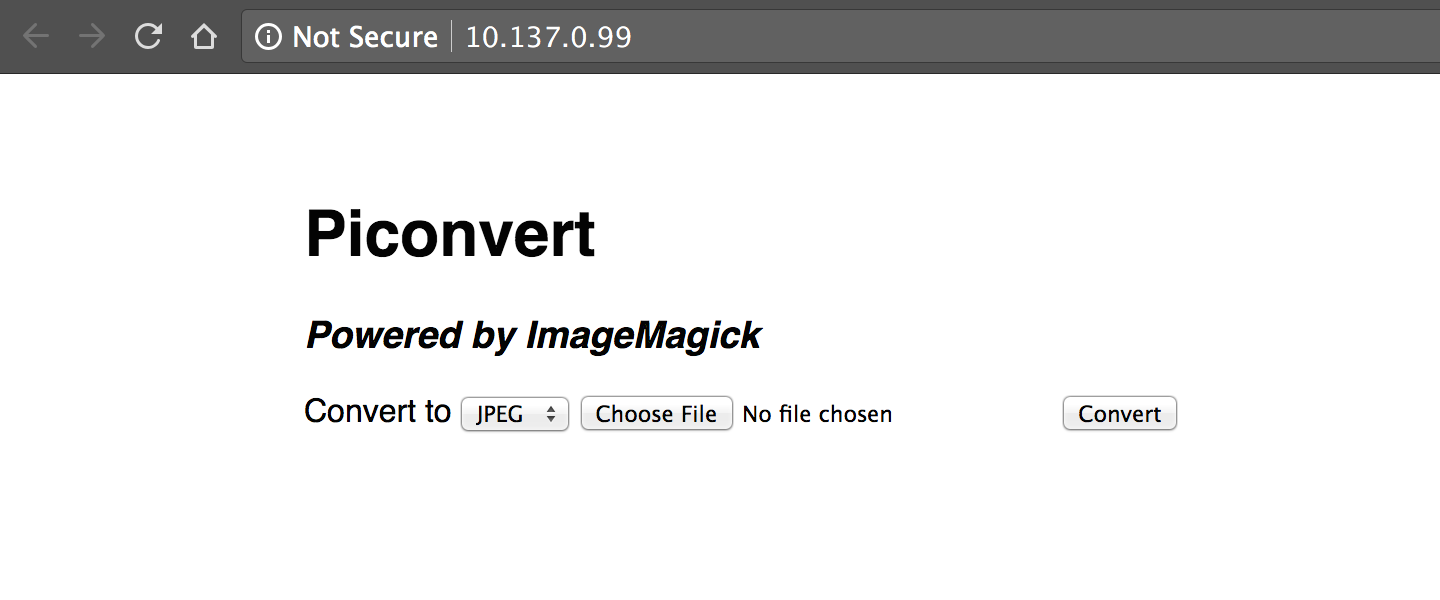 Not Secure 10.137.0.99
Piconvert
Powered by ImageMagick
Convert to JPEG Choose File No file chosen Convert